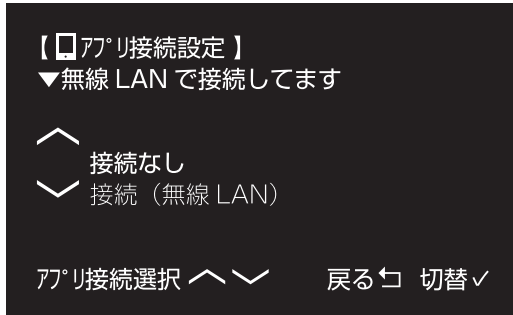 【 ｱﾌﾟﾘ接続設定 】
▼無線 LAN で接続してます
接続なし
接続（無線 LAN）
ｱﾌﾟﾘ接続選択 戻る 切替✓